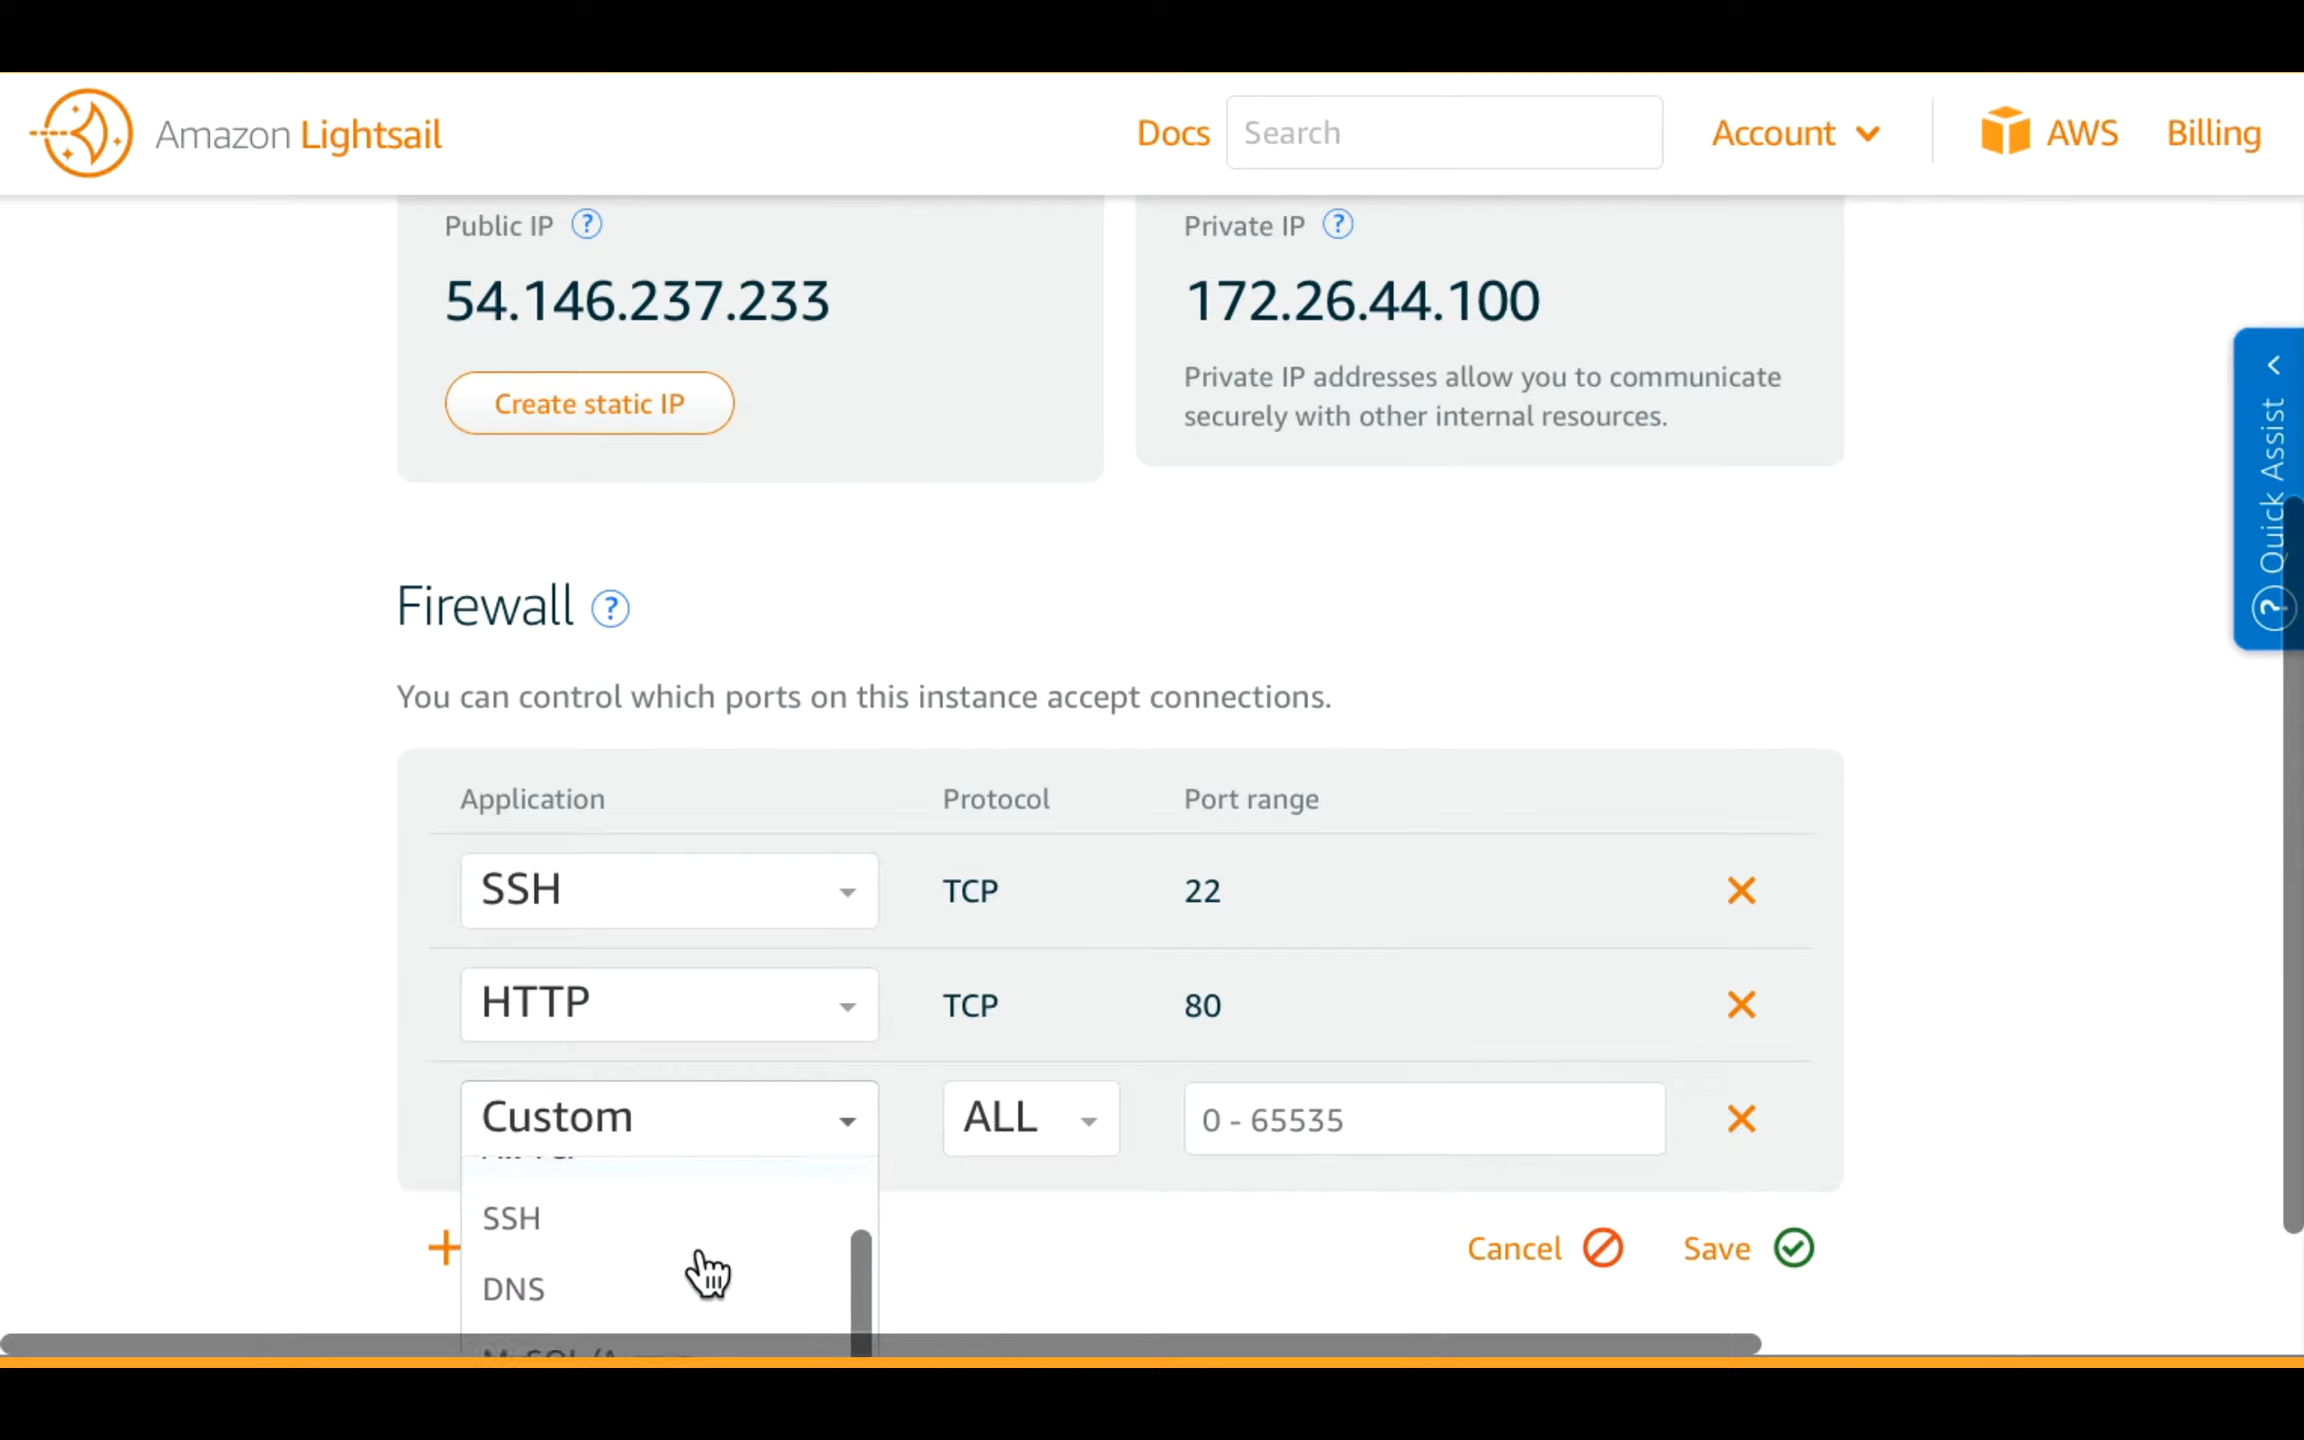 Amazon Lightsail
Docs
Search
Account
AWS
Billing
Public IP ?
54.146.237.233
Create static IP
Private IP ?
172.26.44.100
Private IP addresses allow you to communicate
securely with other internal resources.
Quick Assist
?
Firewall ?
You can control which ports on this instance accept connections.
Application Protocol Port range
SSH TCP 22
HTTP TCP 80
Custom ALL 0 - 65535
SSH
DNS
Cancel
Save